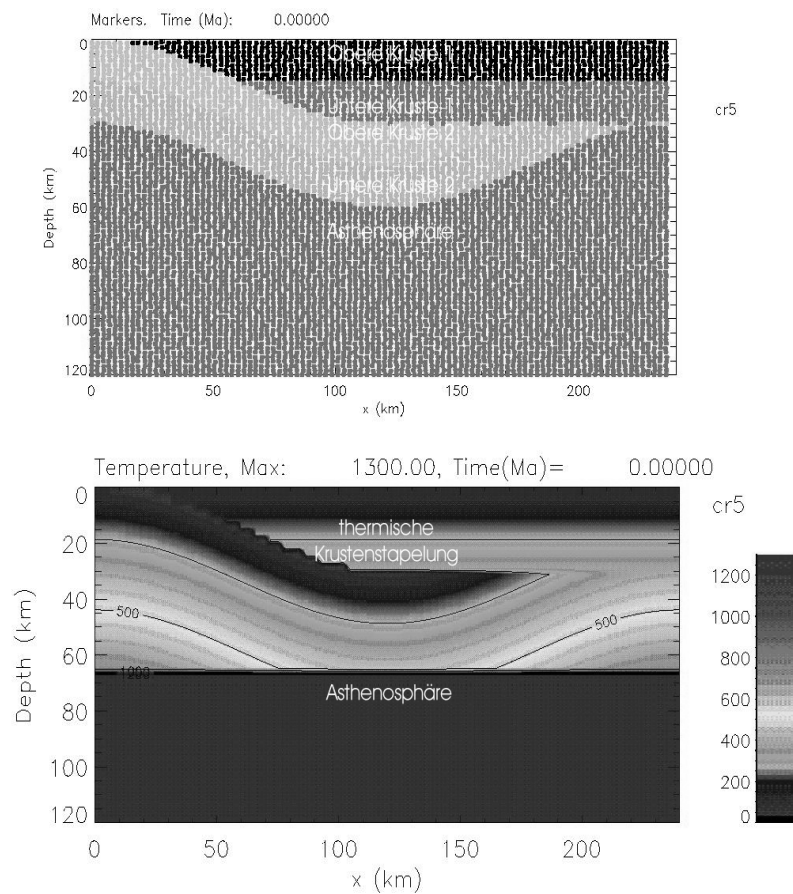 Markers. Time (Ma): 0.00000
0
20
40
60
80
100
120
Depth (km)
Obere Kruste 1
Untere Kruste 1
Obere Kruste 2
Untere Kruste 2
Asthenosphäre
cr5
0
50
100
150
200
x (km)
Temperature, Max: 1300.00, Time(Ma)= 0.00000
cr5
0
20
40
60
80
100
120
Depth (km)
thermische
Krustenstapelung
500
500
Asthenosphäre
0
50
100
150
200
x (km)
1200
1000
800
600
400
200
0